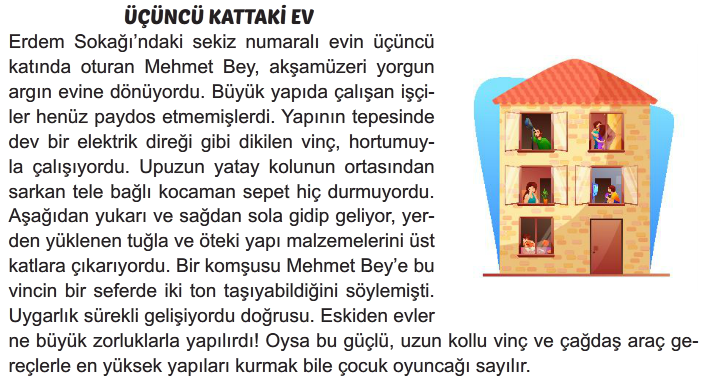 ÜÇÜNCÜ KATTAKİ EV
Erdem Sokağı’ndaki sekiz numaralı evin üçüncü
katında oturan Mehmet Bey, akşamüzeri yorgun
argın evine dönüyordu. Büyük yapıda çalışan işçi-
ler henüz paydos etmemişlerdi. Yapının tepesinde
dev bir elektrik direği gibi dikilen vinç, hortumuy-
la çalışıyordu. Upuzun yatay kolunun ortasından
sarkan tele bağlı kocaman sepet hiç durmuyordu.
Aşağıdan yukarı ve sağdan sola gidip geliyor, yer-
den yüklenen tuğla ve öteki yapı malzemelerini üst
katlara çıkarıyordu. Bir komşusu Mehmet Bey’e bu
vincin bir seferde iki ton taşıyabildiğini söylemişti.
Uygarlık sürekli gelişiyordu doğrusu. Eskiden evler
ne büyük zorluklarla yapılırdı! Oysa bu güçlü, uzun kollu vinç ve çağdaş araç ge-
reçlerle en yüksek yapıları kurmak bile çocuk oyuncağı sayılır.